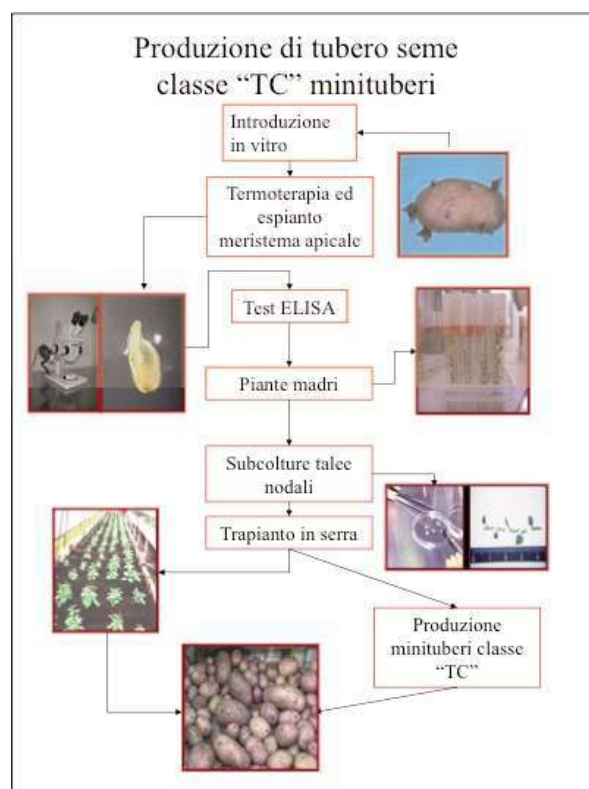 Produzione di tubero seme
classe “TC” minituberi
Introduzione
in vitro
Termoterapia ed
espianto
meristema apicale
Test ELISA
Piante madri
Subcolture talee
nodali
Trapianto in serra
Produzione
minituberi classe
“TC”